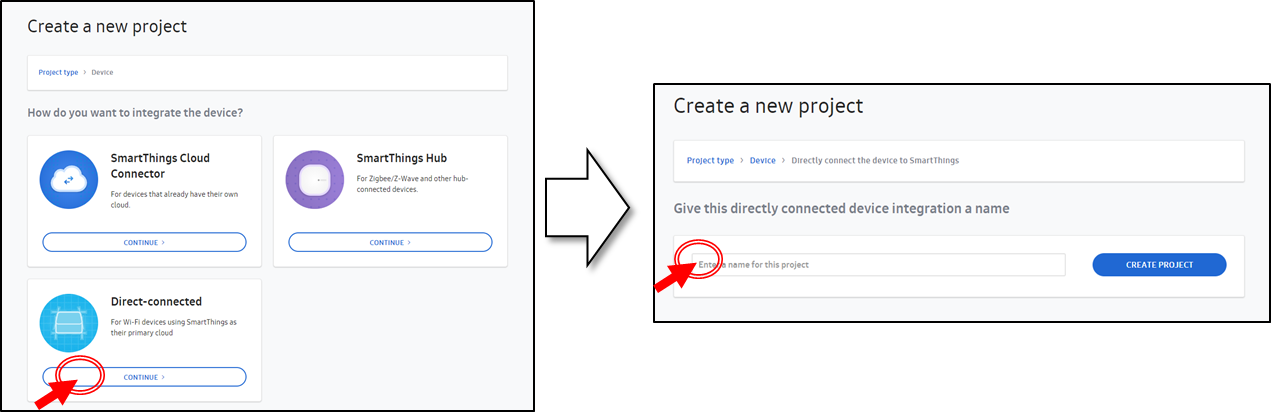 Create a new project
Project type › Device
How do you want to integrate the device?
SmartThings Cloud
Connector
For devices that already have their own
cloud.
CONTINUE ›
SmartThings Hub
For Zigbee/Z-Wave and other hub-
connected devices.
CONTINUE ›
Direct-connected
For Wi-Fi devices using SmartThings as
their primary cloud
CONTINUE ›
Create a new project
Project type › Device › Directly connect the device to SmartThings
Give this directly connected device integration a name
Enter a name for this project
CREATE PROJECT